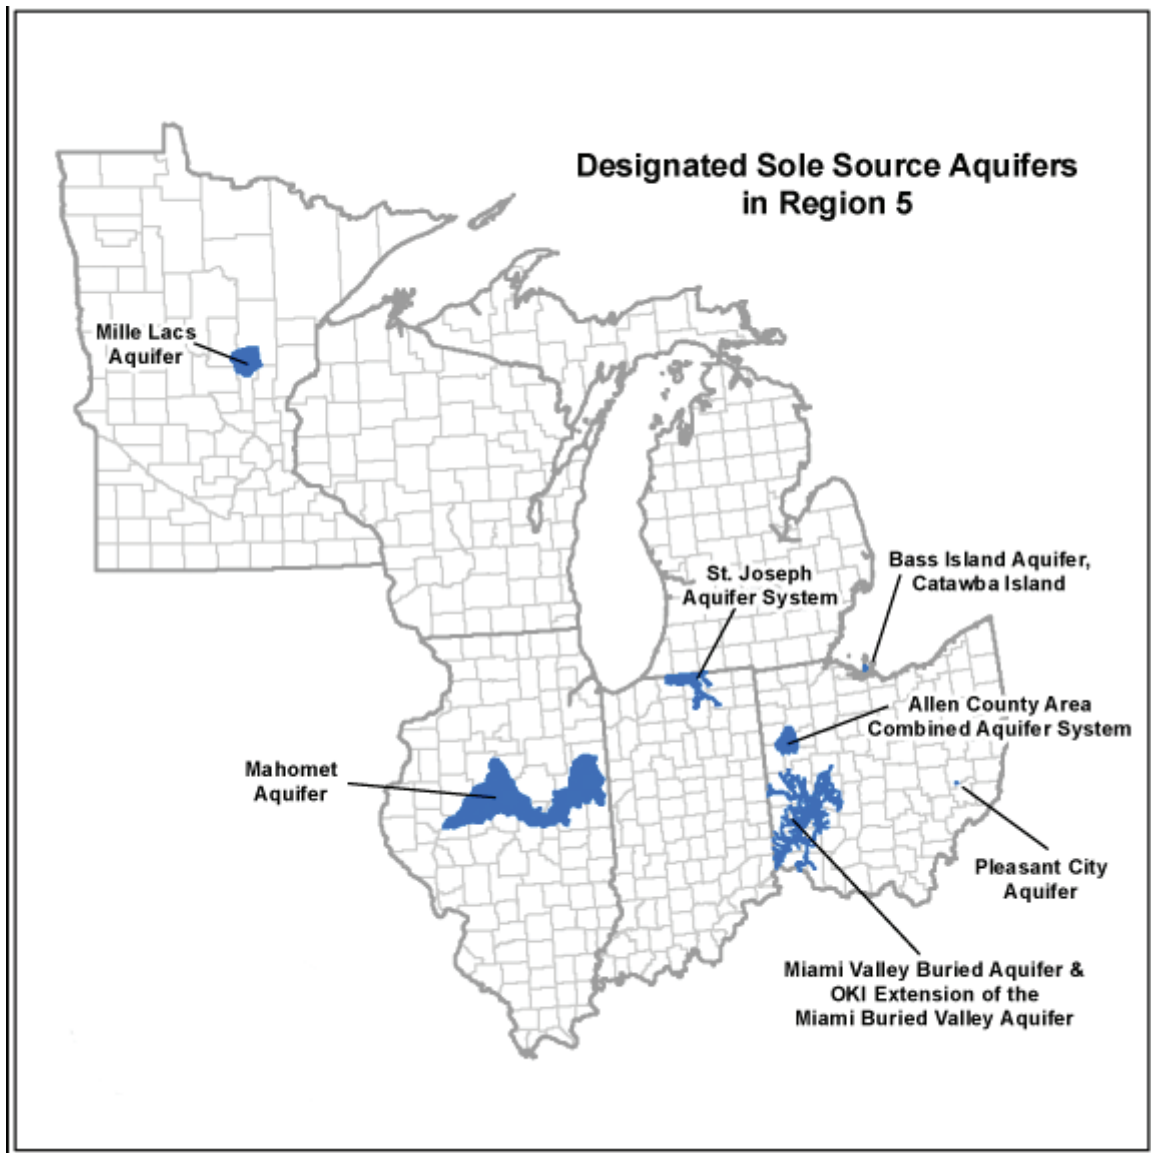 Designated Sole Source Aquifers
in Region 5
Mille Lacs
Aquifer
St. Joseph
Aquifer System
Bass Island Aquifer,
Catawba Island
Allen County Area
Combined Aquifer System
Mahomet
Aquifer
Pleasant City
Aquifer
Miami Valley Buried Aquifer &
OKI Extension of the
Miami Buried Valley Aquifer